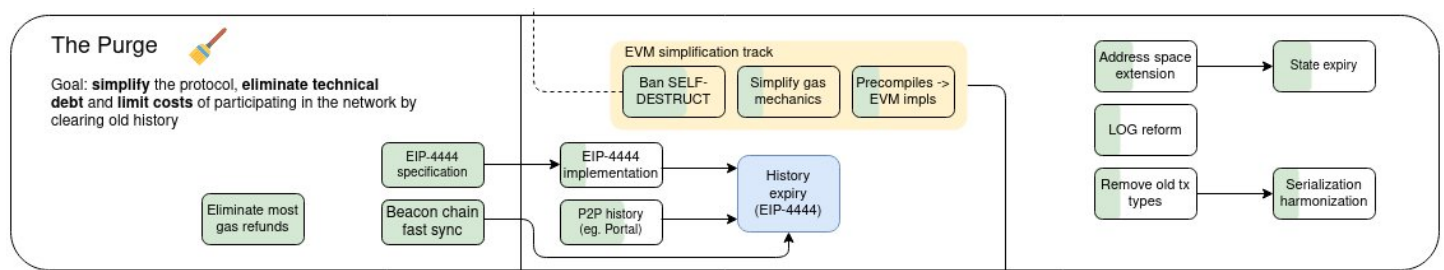 The Purge
Goal: simplify the protocol, eliminate technical
debt and limit costs of participating in the network by
clearing old history
EVM simplification track
Ban SELF-
DESTRUCT
Simplify gas
mechanics
Precompiles ->
EVM impls
Address space
extension
State expiry
LOG reform
Remove old tx
types
Serialization
harmonization
EIP-4444
specification
EIP-4444
implementation
History
expiry
(EIP-4444)
Eliminate most
gas refunds
Beacon chain
fast sync
P2P history
(eg. Portal)